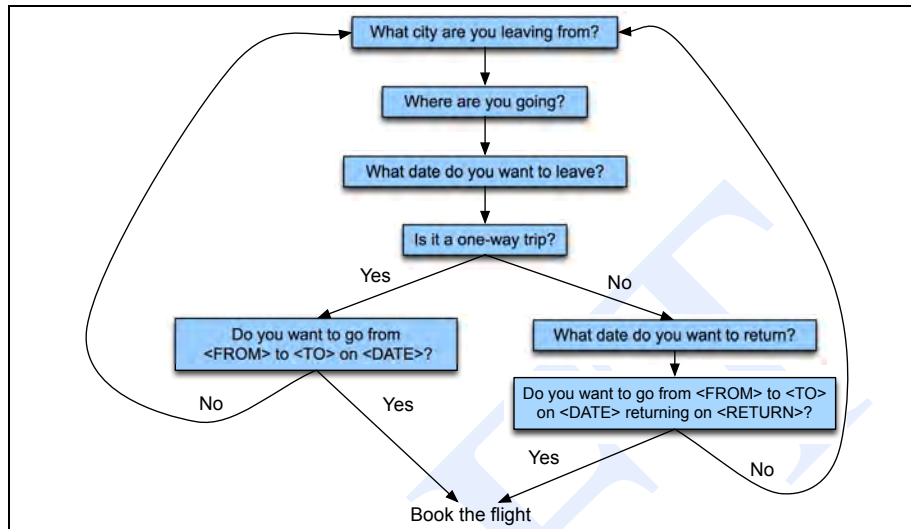 What city are you leaving from?
Where are you going?
What date do you want to leave?
Is it a one-way trip?
Yes
No
Do you want to go from
<FROM> to <TO> on <DATE>?
What date do you want to return?
Do you want to go from <FROM> to <TO>
on <DATE> returning on <RETURN>?
No
Yes
Yes
No
Book the flight